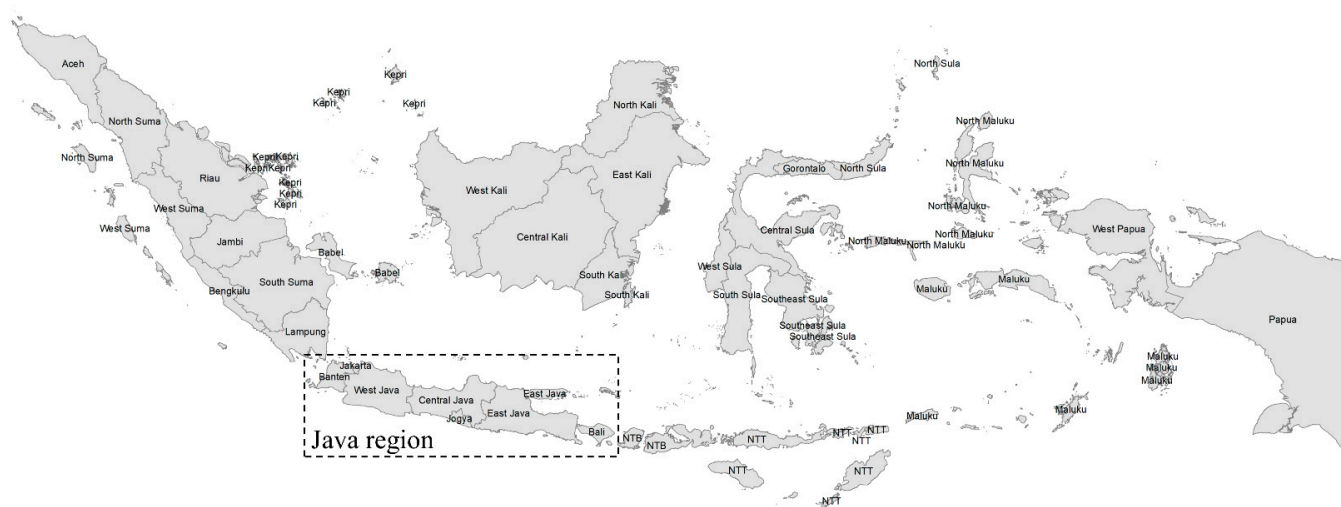 Aceh
North Suma
North Suma
Riau
West Suma
West Suma
Jambi
Bengkulu
South Suma
Lampung
Kepri
Kepri
Kepri
Kepri
Kepri
Kepri
Kepri
Kepri
Kepri
Kepri
Kepri
Babel
Babel
North Kali
West Kali
East Kali
Central Kali
South Kali
South Kali
North Sula
Gorontalo
North Sula
Central Sula
West Sula
South Sula
Southeast Sula
Southeast Sula
Southeast Sula
North Maluku
North Maluku
North Maluku
North Maluku
North Maluku
North Maluku
Maluku
Maluku
Maluku
Maluku
Maluku
Maluku
Maluku
West Papua
Papua
Jakarta
Banten
West Java
Central Java
Jogya
East Java
East Java
Bali
Java region
NTB
NTB
NTT
NTT
NTT
NTT
NTT
NTT
NTT